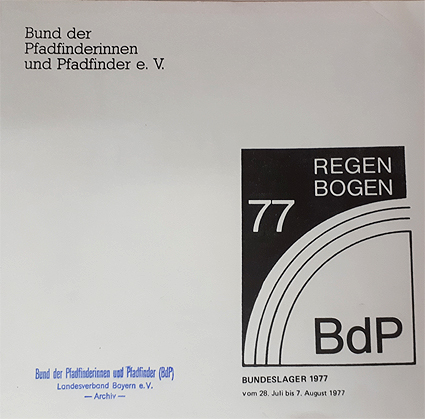 Bund der
Pfadfinderinnen
und Pfadfinder e. V.
REGEN
BOGEN
77
BdP
BUNDESLAGER 1977
vom 28. Juli bis 7. August 1977
Bund der Pfadfinderinnen und Pfadfinder (BdP)
Landesverband Bayern e.V.
— Archiv —